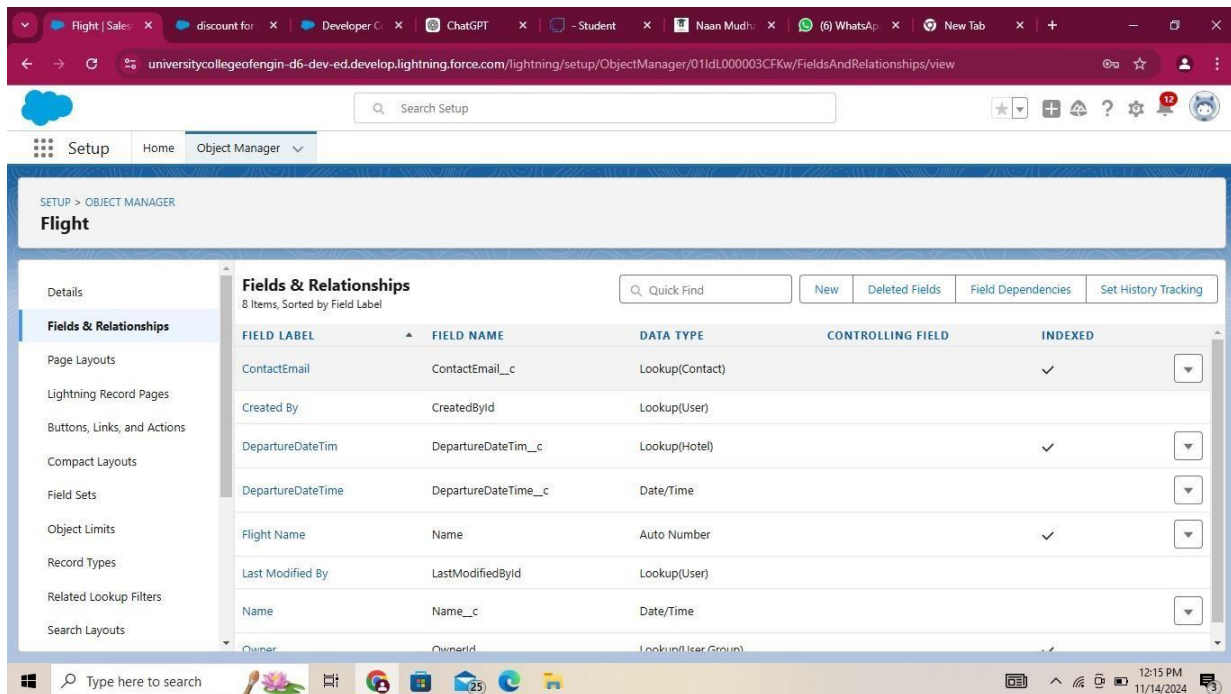 Flight | Sales
discount for
Developer C
ChatGPT
- Student
Naan Mudh
(6) WhatsAp
New Tab
universitycollegeofengin-d6-dev-ed.develop.lightning.force.com/lightning/setup/ObjectManager/01IdL000003CFKw/FieldsAndRelationships/view
Search Setup
12
Setup Home Object Manager
SETUP > OBJECT MANAGER
Flight
Details
Fields & Relationships
Page Layouts
Lightning Record Pages
Buttons, Links, and Actions
Compact Layouts
Field Sets
Object Limits
Record Types
Related Lookup Filters
Search Layouts
Fields & Relationships
8 Items, Sorted by Field Label
Quick Find
New Deleted Fields Field Dependencies Set History Tracking
FIELD LABEL FIELD NAME DATA TYPE CONTROLLING FIELD INDEXED
ContactEmail ContactEmail__c Lookup(Contact)
Created By CreatedById Lookup(User)
DepartureDateTim DepartureDateTim__c Lookup(Hotel)
DepartureDateTime DepartureDateTime__c Date/Time
Flight Name Name Auto Number
Last Modified By LastModifiedById Lookup(User)
Name Name__c Date/Time
Owner OwnerId Lookup(User,Group)
Type here to search
25
12:15 PM
11/14/2024
3